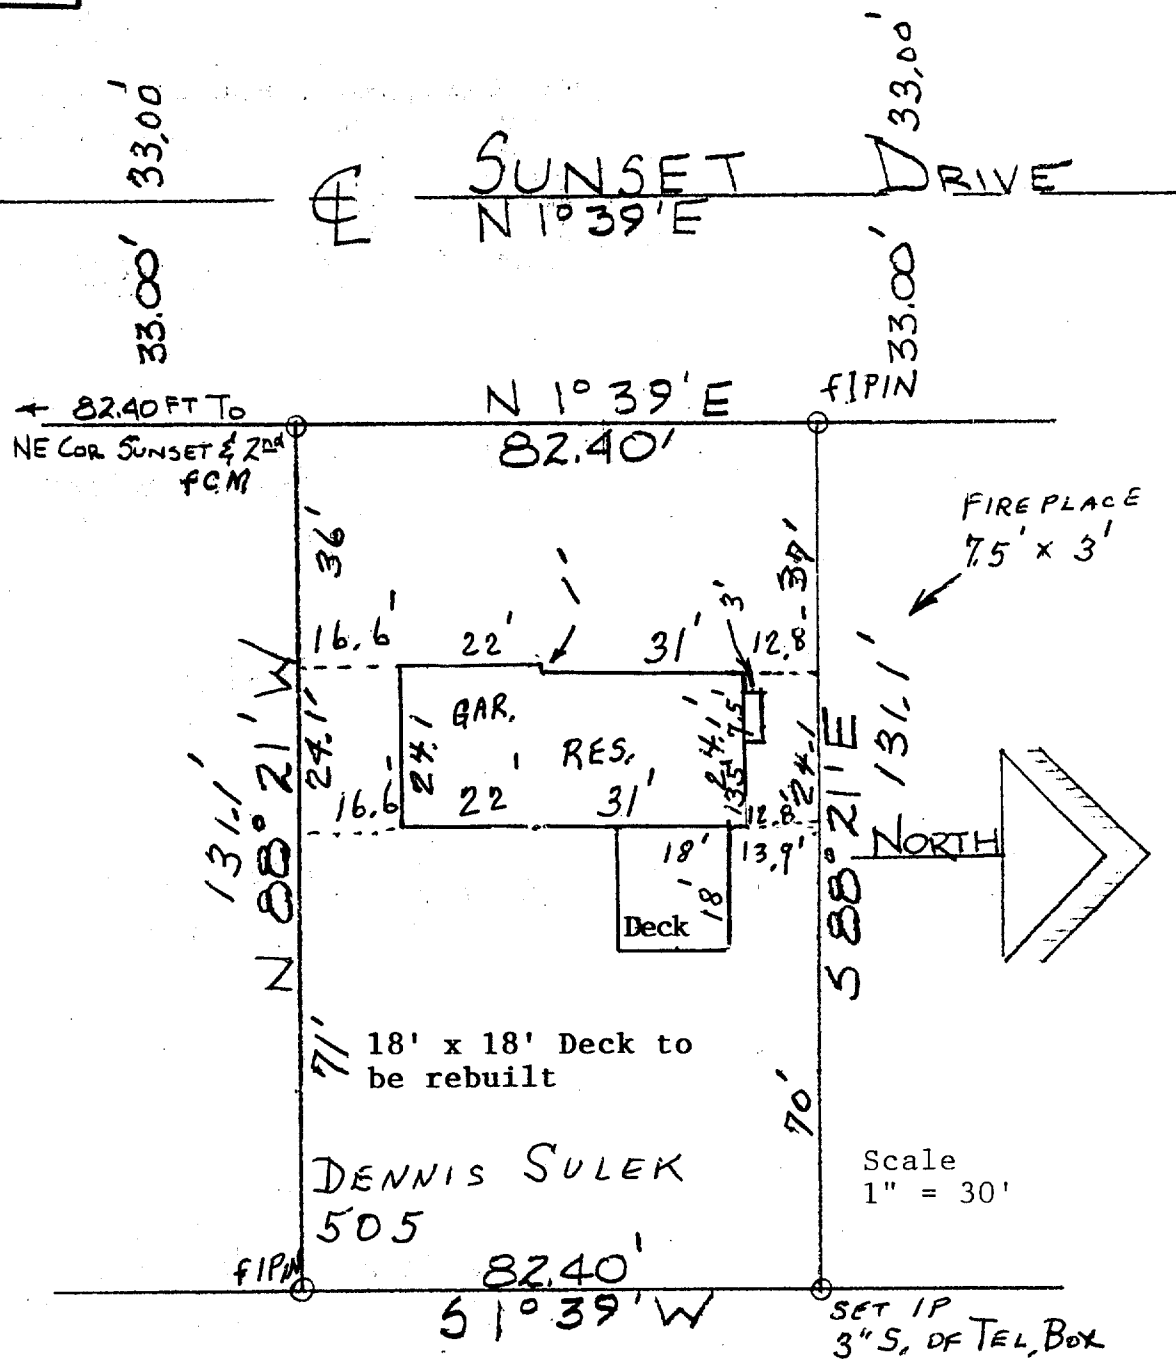 33,00'
33,00'
SUNSET DRIVE
N 1° 39' E
33.00'
33.00'
← 82.40 FT TO
NE COR SUNSET & 2nd
fCM
N 1° 39' E
82.40'
fIPIN
FIREPLACE
7.5' x 3'
36'
37'
16.6'
22'
1'
31'
3'
12.8
N 88° 21' W
131.1'
24.1'
GAR.
24.1
RES.
24.1'
7.5'
13.5'
24.1
S 88° 21' E
131.1'
16.6'
22'
31'
12.8'
13.9'
18'
18'
Deck
NORTH
71'
18' x 18' Deck to
be rebuilt
70'
DENNIS SULEK
505
Scale
1" = 30'
fIPIN
82.40'
S 1° 39' W
SET IP
3" S. OF TEL. BOX